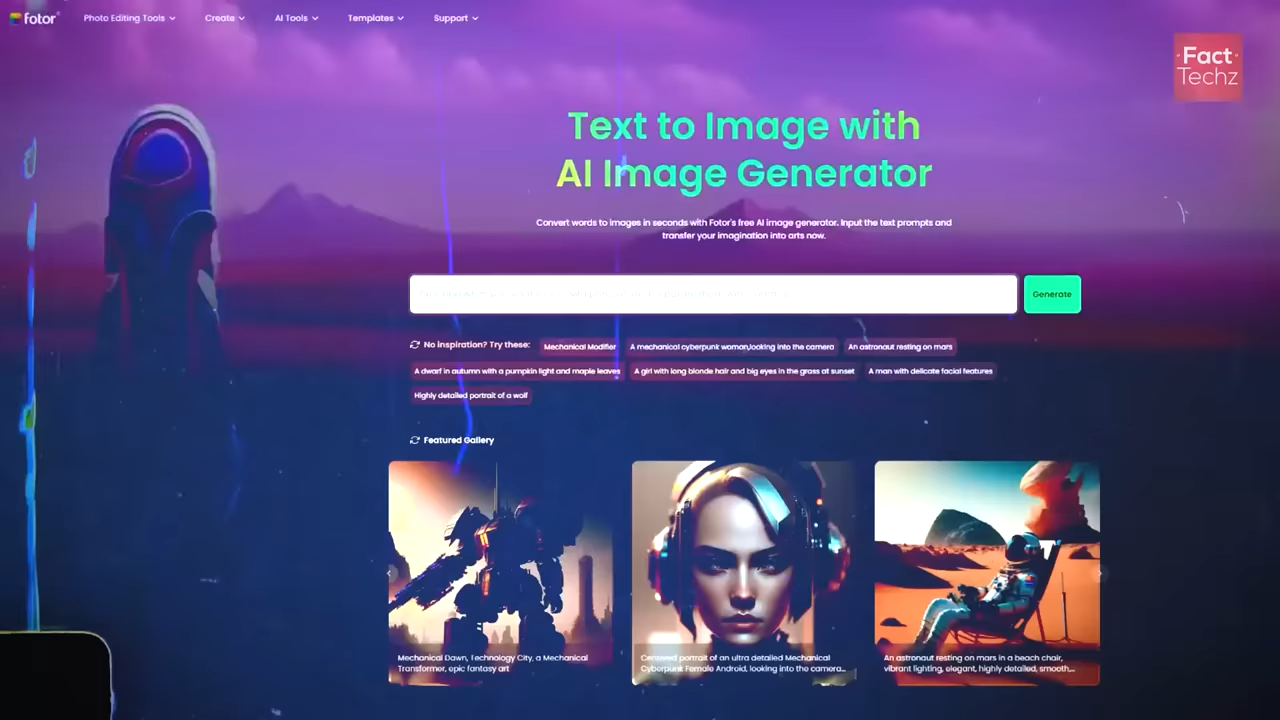 fotor
Photo Editing Tools
Create
AI Tools
Templates
Support
Fact
Techz
Text to Image with
AI Image Generator
Convert words to images in seconds with Fotor's free AI image generator. Input the text prompts and
transfer your imagination into arts now.
Generate
No inspiration? Try these:
Mechanical Modifier
A mechanical cyberpunk woman,looking into the camera
An astronaut resting on mars
A dwarf in autumn with a pumpkin light and maple leaves
A girl with long blonde hair and big eyes in the grass at sunset
A man with delicate facial features
Highly detailed portrait of a wolf
Featured Gallery
Mechanical Dawn, Technology City, a Mechanical
Transformer, epic fantasy art
Centered portrait of an ultra detailed Mechanical
Cyberpunk Female Android, looking into the camera...
An astronaut resting on mars in a beach chair,
vibrant lighting, elegant, highly detailed, smooth,...